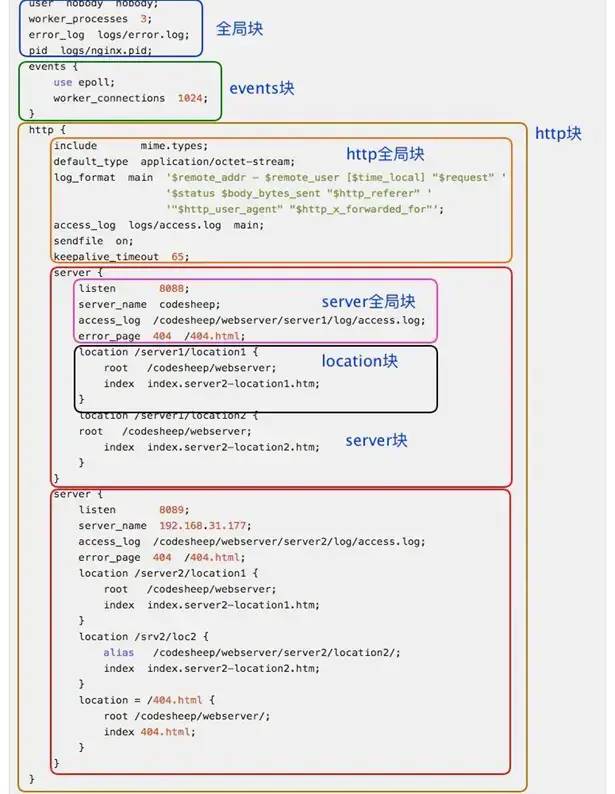 user  nobody  nobody;
worker_processes  3;
error_log  logs/error.log;
pid  logs/nginx.pid;
全局块
events {
use epoll;
worker_connections  1024;
}
events块
http {
http块
include       mime.types;
default_type  application/octet-stream;
http全局块
log_format  main  '$remote_addr - $remote_user [$time_local] "$request" '
'$status $body_bytes_sent "$http_referer" '
'"$http_user_agent" "$http_x_forwarded_for"';
access_log  logs/access.log  main;
sendfile  on;
keepalive_timeout  65;
server {
listen       8088;
server_name  codesheep;
server全局块
access_log  /codesheep/webserver/server1/log/access.log;
error_page  404  /404.html;
location /server1/location1 {
root   /codesheep/webserver;
location块
index  index.server2-location1.htm;
}
location /server1/location2 {
root   /codesheep/webserver;
index  index.server2-location2.htm;
server块
}
}
server {
listen       8089;
server_name  192.168.31.177;
access_log  /codesheep/webserver/server2/log/access.log;
error_page  404  /404.html;
location /server2/location1 {
root   /codesheep/webserver;
index  index.server2-location1.htm;
}
location /srv2/loc2 {
alias   /codesheep/webserver/server2/location2/;
index  index.server2-location2.htm;
}
location = /404.html {
root /codesheep/webserver/;
index 404.html;
}
}
}